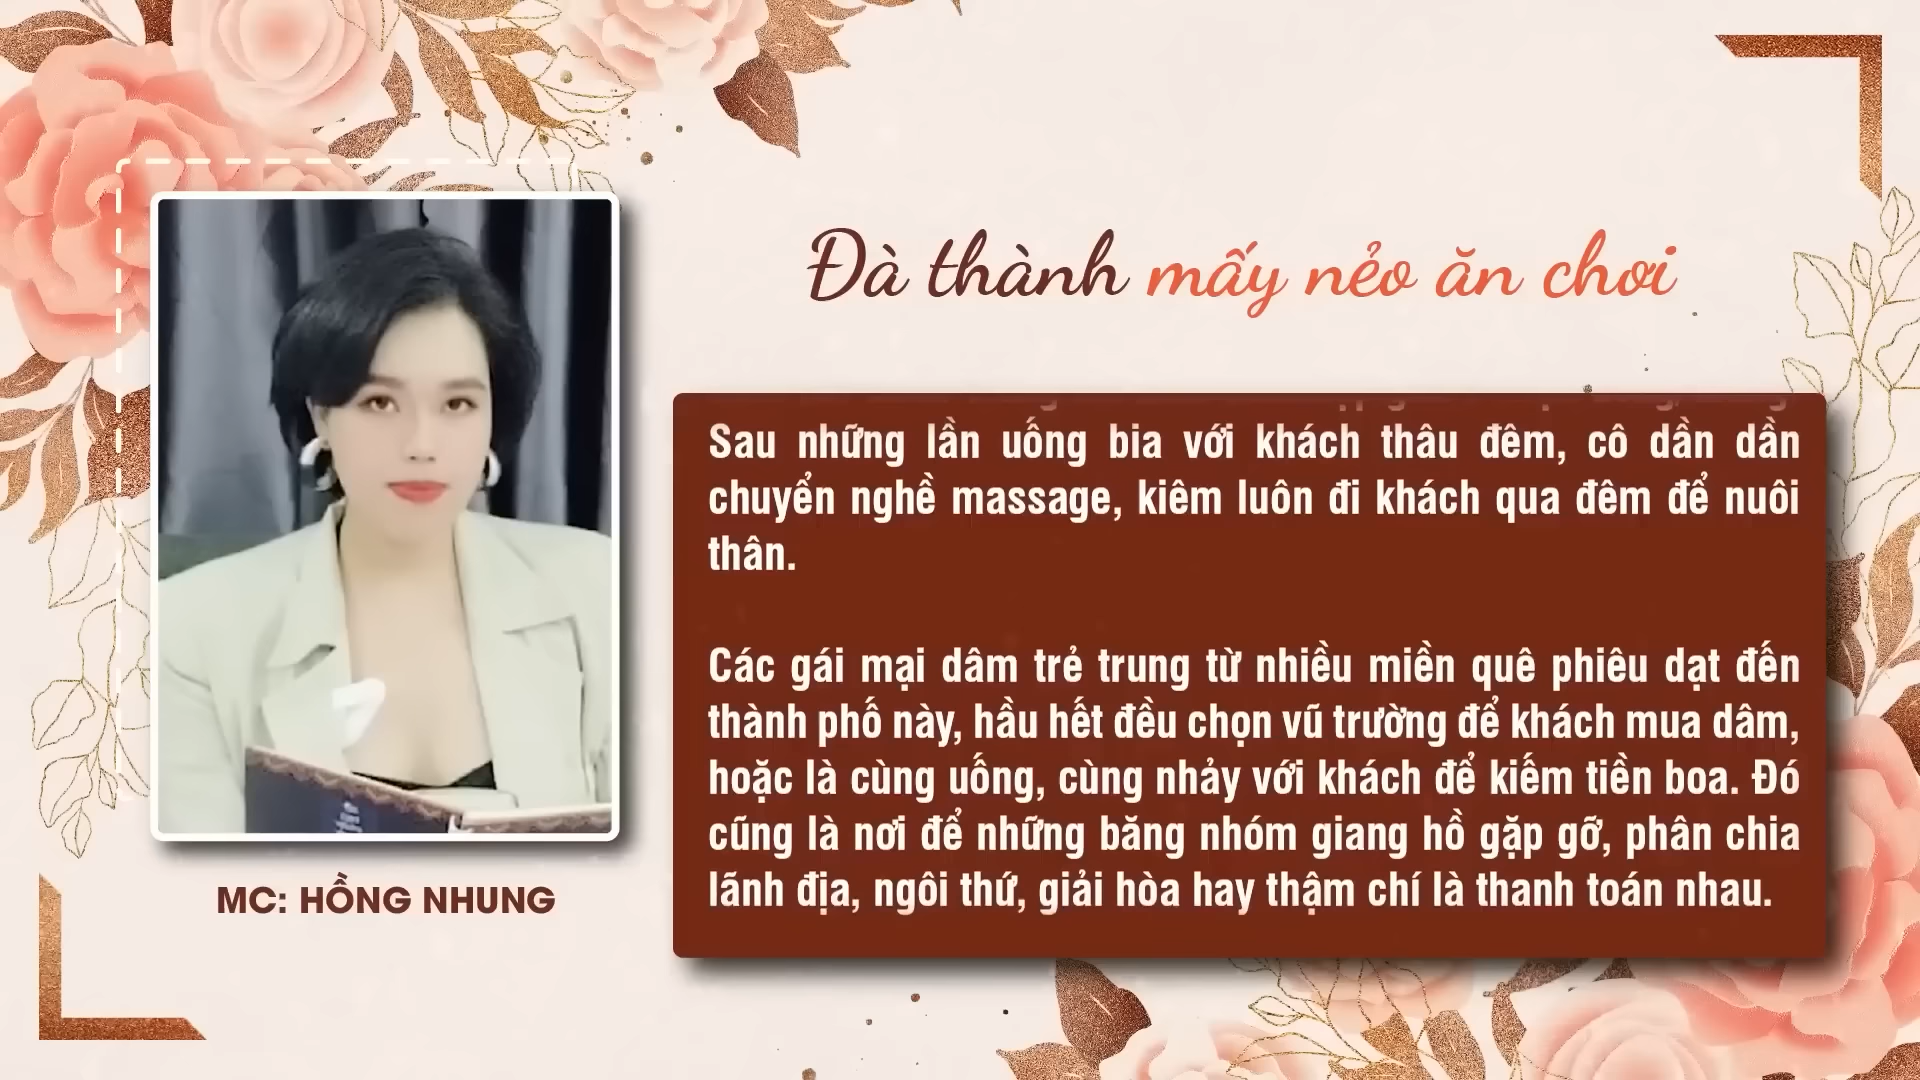 Đà thành mấy nẻo ăn chơi
Sau những lần uống bia với khách thâu đêm, cô dần dần
chuyển nghề massage, kiêm luôn đi khách qua đêm để nuôi
thân.
Các gái mại dâm trẻ trung từ nhiều miền quê phiêu dạt đến
thành phố này, hầu hết đều chọn vũ trường để khách mua dâm,
hoặc là cùng uống, cùng nhảy với khách để kiếm tiền boa. Đó
cũng là nơi để những băng nhóm giang hồ gặp gỡ, phân chia
lãnh địa, ngôi thứ, giải hòa hay thậm chí là thanh toán nhau.
MC: HỒNG NHUNG